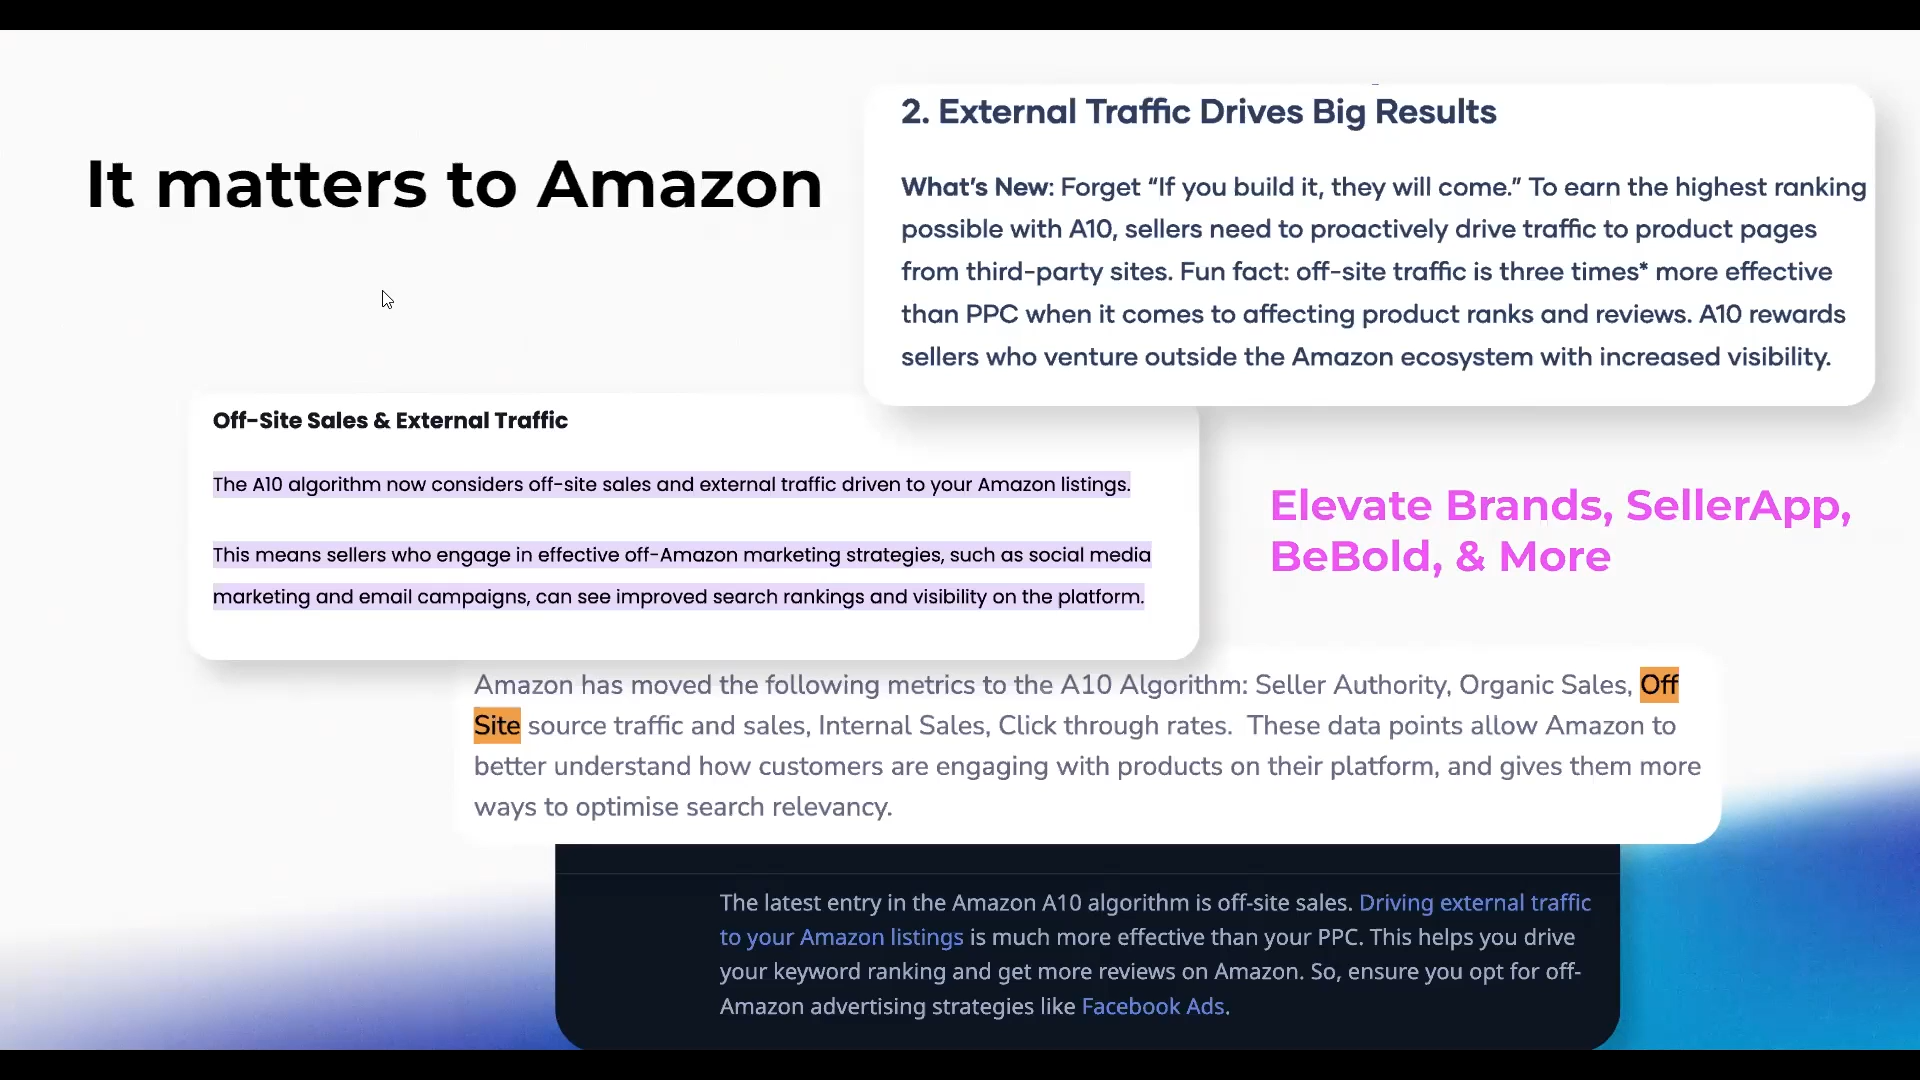 It matters to Amazon
2. External Traffic Drives Big Results
What's New: Forget “If you build it, they will come.” To earn the highest ranking
possible with A10, sellers need to proactively drive traffic to product pages
from third-party sites. Fun fact: off-site traffic is three times* more effective
than PPC when it comes to affecting product ranks and reviews. A10 rewards
sellers who venture outside the Amazon ecosystem with increased visibility.
Off-Site Sales & External Traffic
The A10 algorithm now considers off-site sales and external traffic driven to your Amazon listings.
This means sellers who engage in effective off-Amazon marketing strategies, such as social media
marketing and email campaigns, can see improved search rankings and visibility on the platform.
Elevate Brands, SellerApp,
BeBold, & More
Amazon has moved the following metrics to the A10 Algorithm: Seller Authority, Organic Sales, Off
Site source traffic and sales, Internal Sales, Click through rates.  These data points allow Amazon to
better understand how customers are engaging with products on their platform, and gives them more
ways to optimise search relevancy.
The latest entry in the Amazon A10 algorithm is off-site sales. Driving external traffic
to your Amazon listings is much more effective than your PPC. This helps you drive
your keyword ranking and get more reviews on Amazon. So, ensure you opt for off-
Amazon advertising strategies like Facebook Ads.